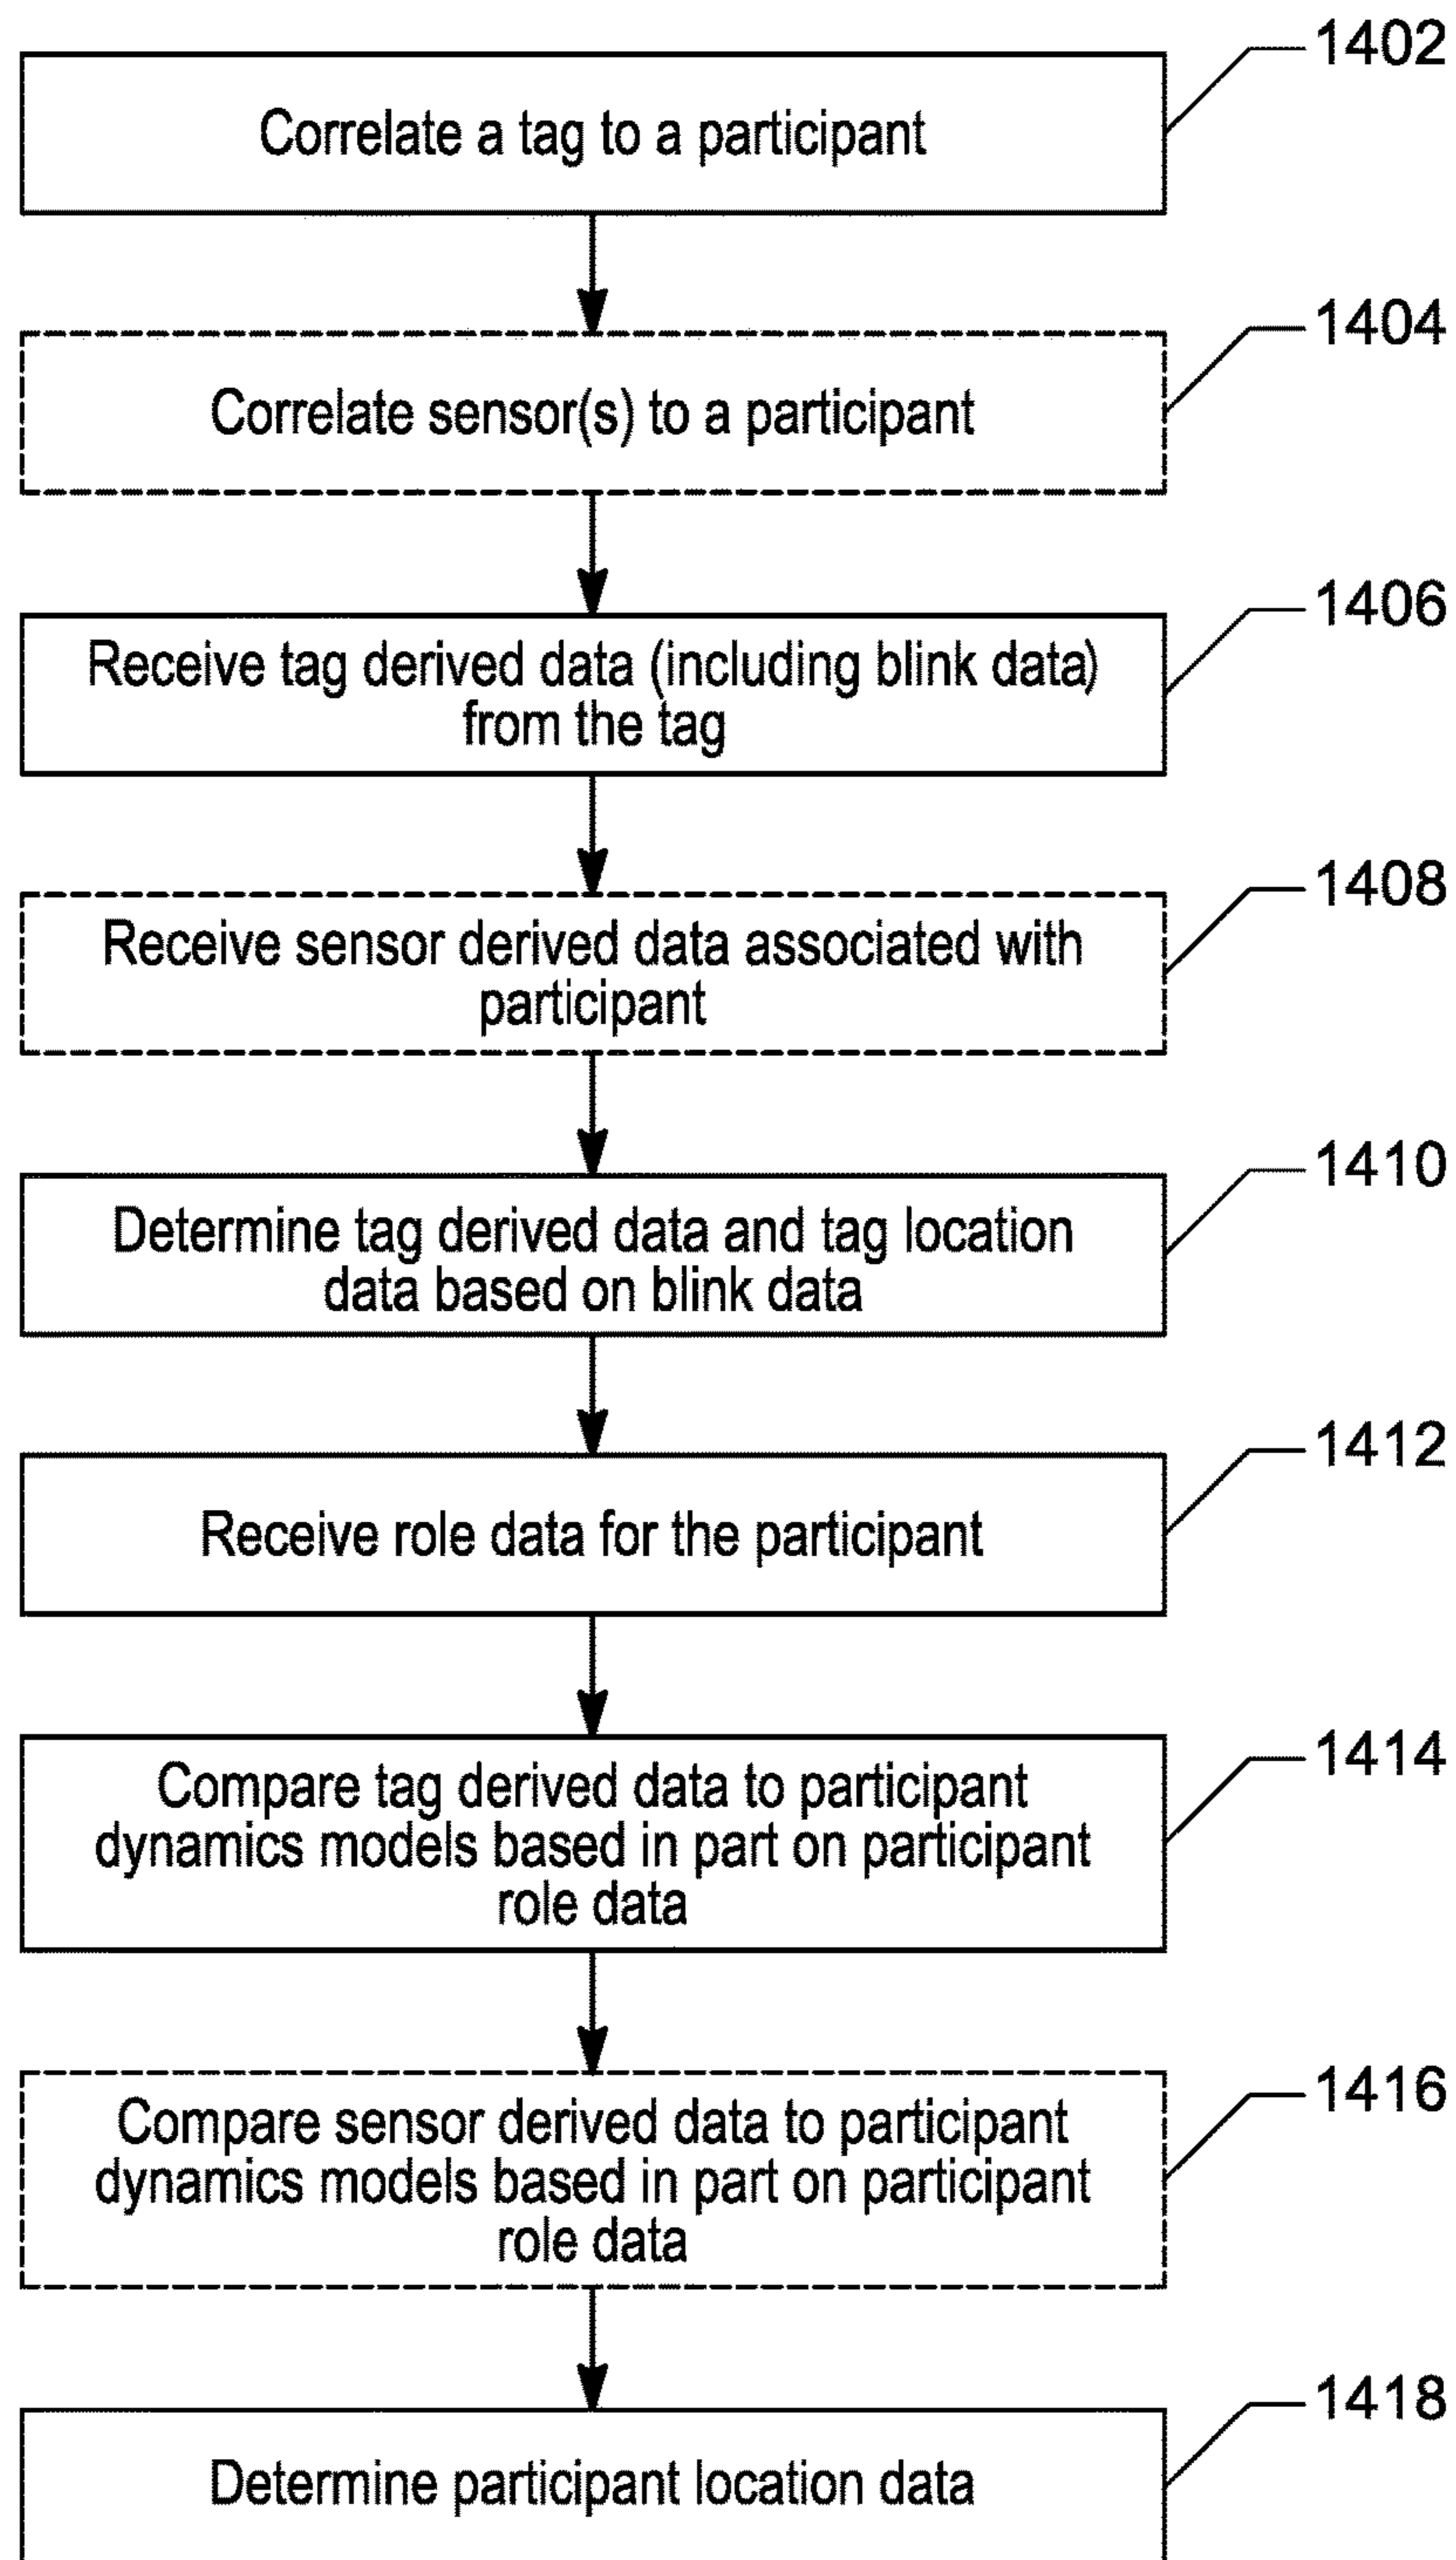 1402
Correlate a tag to a participant
1404
Correlate sensor(s) to a participant
1406
Receive tag derived data (including blink data)
from the tag
1408
Receive sensor derived data associated with
participant
1410
Determine tag derived data and tag location
data based on blink data
1412
Receive role data for the participant
1414
Compare tag derived data to participant
dynamics models based in part on participant
role data
1416
Compare sensor derived data to participant
dynamics models based in part on participant
role data
1418
Determine participant location data